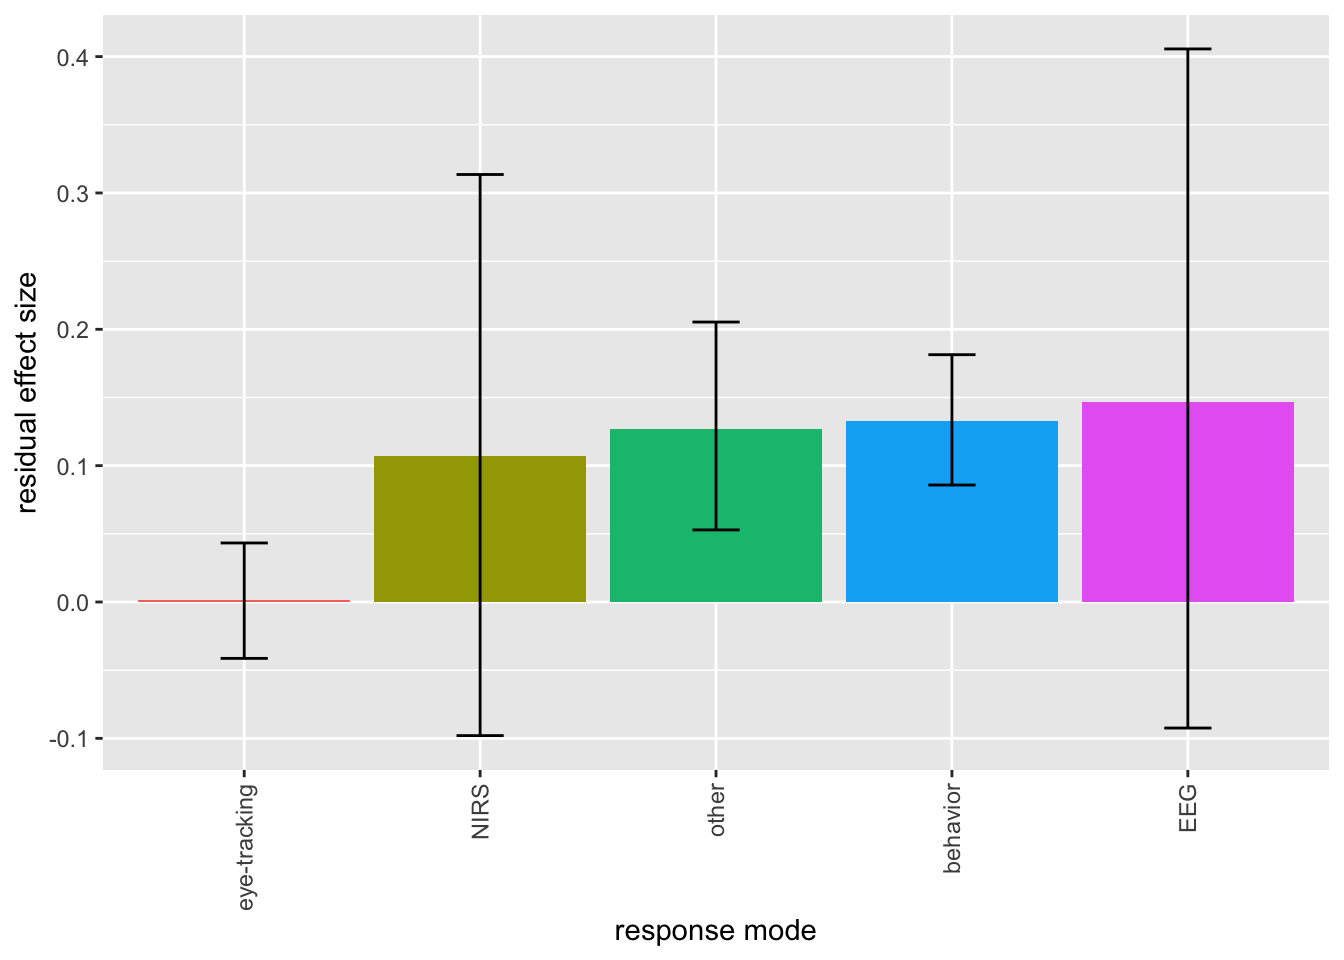 residual effect size
0.4
0.3
0.2
0.1
0.0
-0.1
eye-tracking
NIRS
other
behavior
EEG
response mode